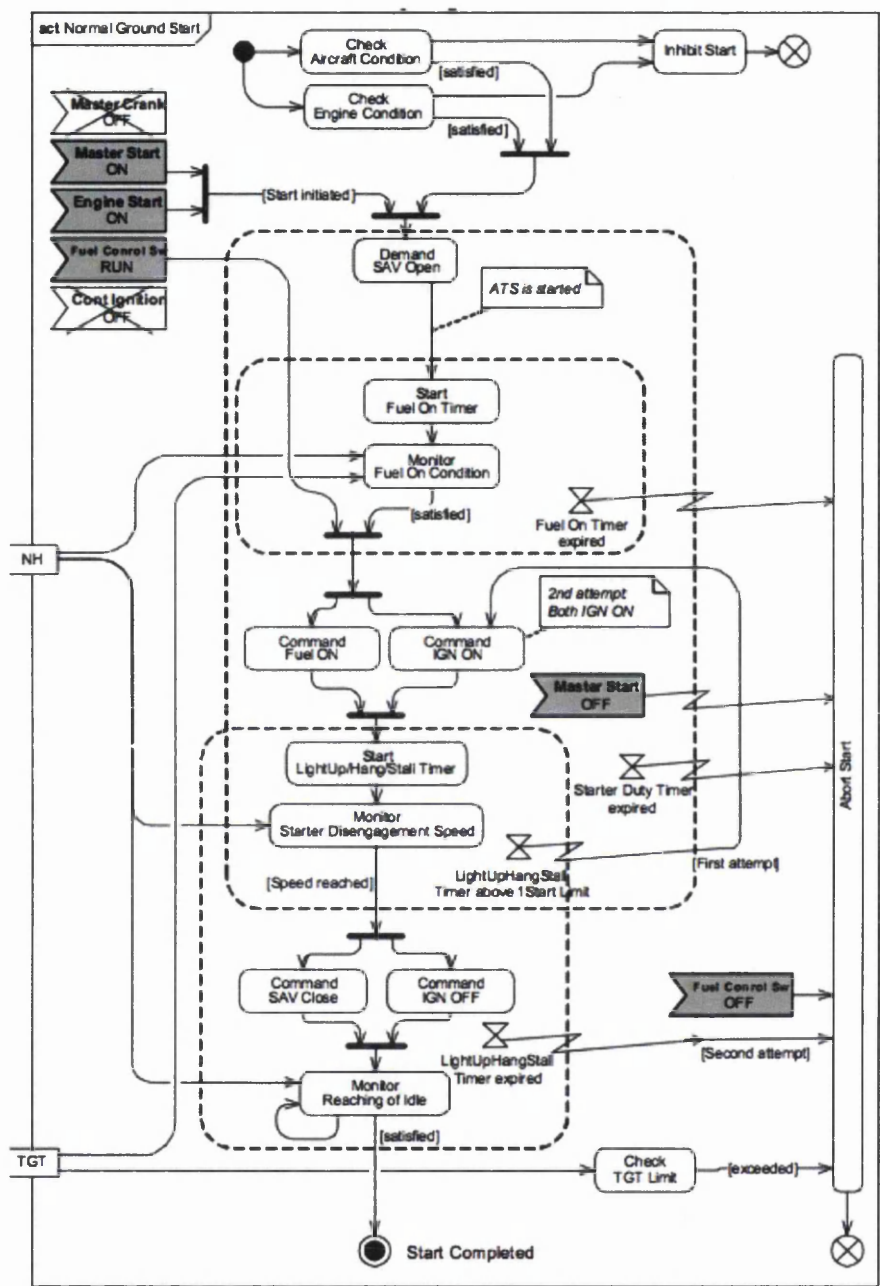 act Normal Ground Start
Check
Aircraft Condition
Inhibit Start
[satisfied]
Check
Engine Condition
[satisfied]
Master Crank
OFF
Master Start
ON
Engine Start
ON
Fuel Conrol Sw
RUN
Cont Ignition
OFF
[Start initiated]
Demand
SAV Open
ATS is started
Start
Fuel On Timer
Monitor
Fuel On Condition
[satisfied]
Fuel On Timer
expired
NH
2nd attempt
Both IGN ON
Command
Fuel ON
Command
IGN ON
Master Start
OFF
Start
LightUp/Hang/Stall Timer
Starter Duty Timer
expired
Abort Start
Monitor
Starter Disengagement Speed
[First attempt]
LightUpHangStall
Timer above 1Start Limit
[Speed reached]
Command
SAV Close
Command
IGN OFF
Fuel Conrol Sw
OFF
[Second attempt]
LightUpHangStall
Timer expired
Monitor
Reaching of Idle
[satisfied]
TGT
Check
TGT Limit
[exceeded]
Start Completed